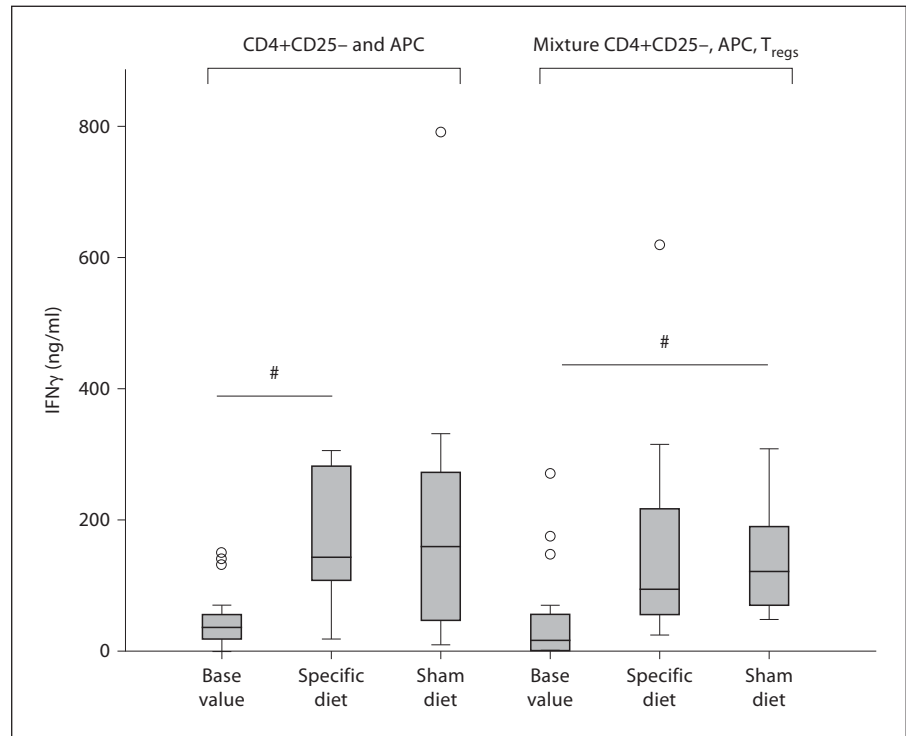 CD4+CD25– and APC
Mixture CD4+CD25–, APC, Tregs
800
600
400
200
0
IFNγ (ng/ml)
#
#
Base value
Specific diet
Sham diet
Base value
Specific diet
Sham diet